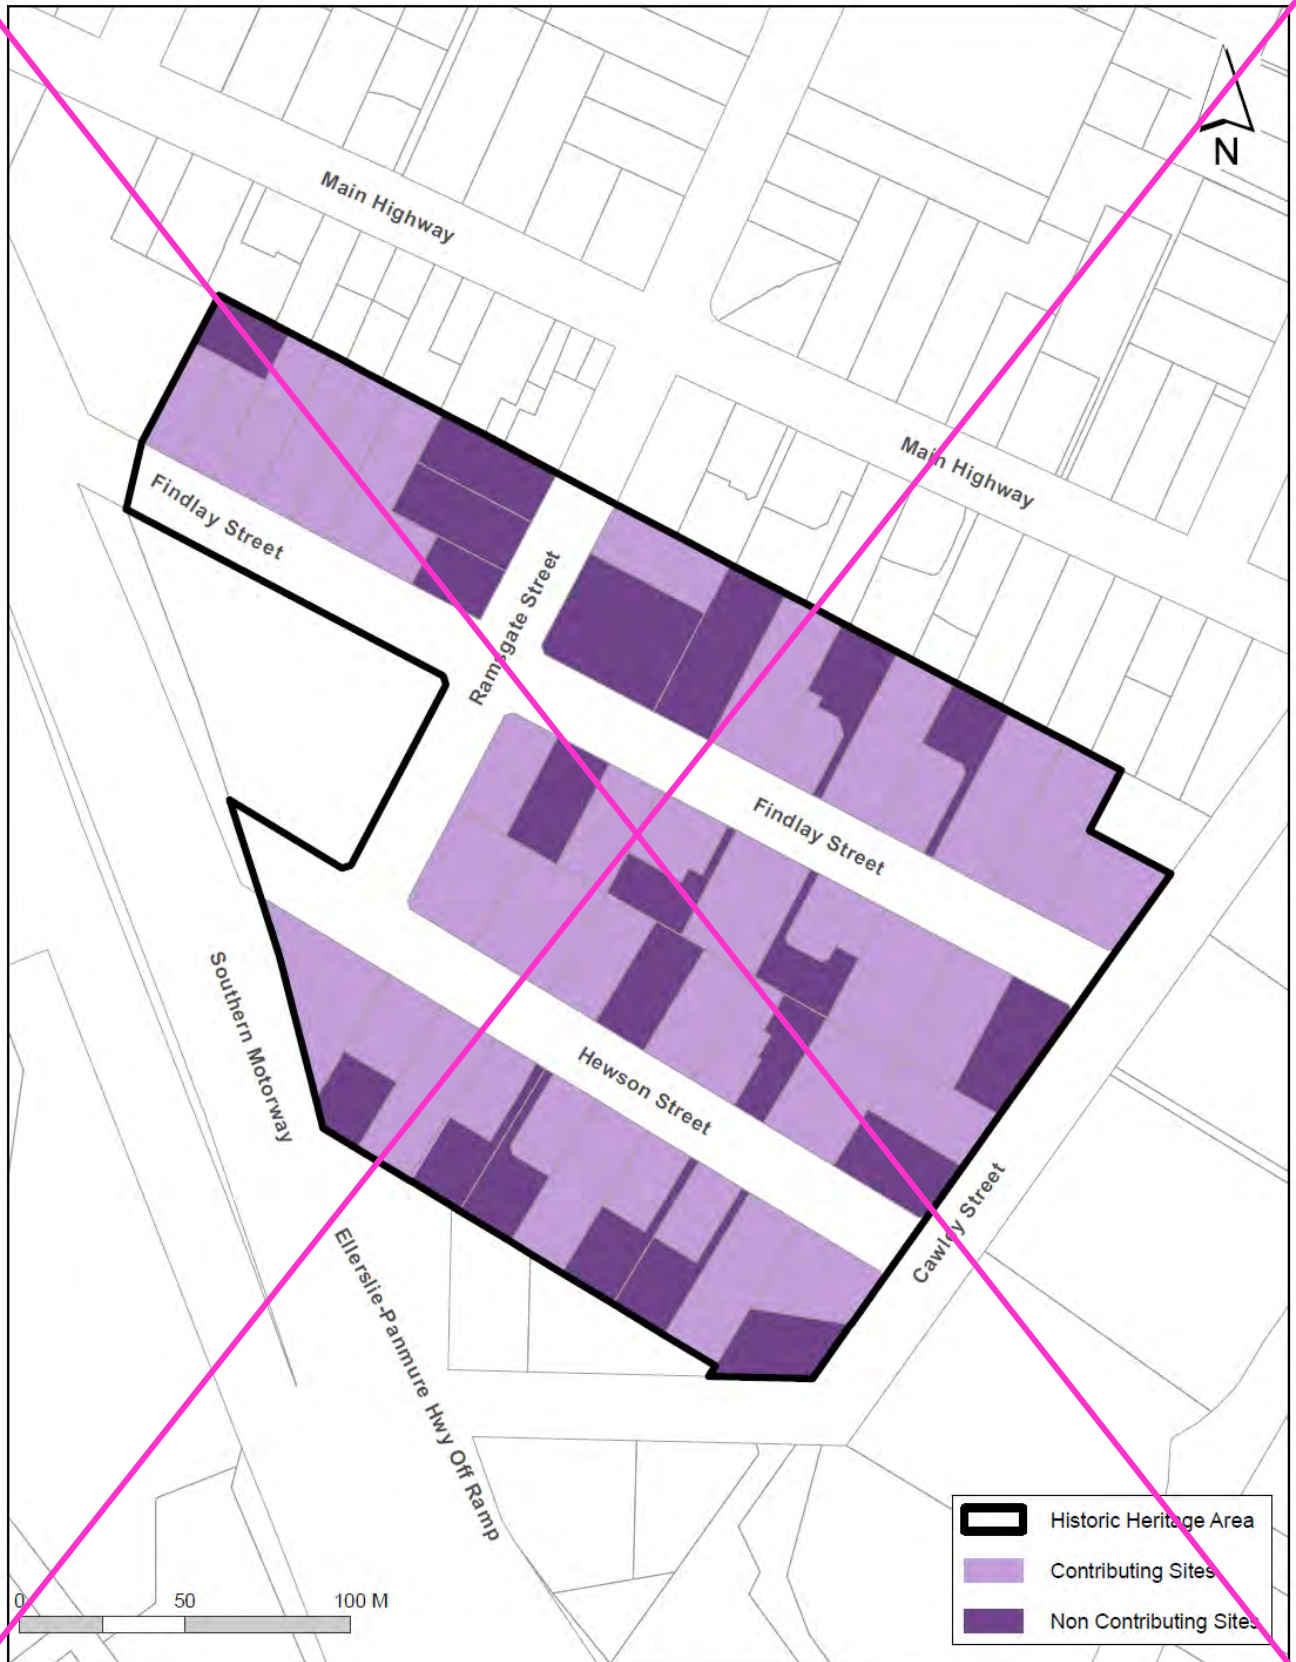 N
Main Highway
Main Highway
Findlay Street
Ramsgate Street
Findlay Street
Southern Motorway
Hewson Street
Cawley Street
Ellerslie-Panmure Hwy Off Ramp
Historic Heritage Area
Contributing Sites
Non Contributing Sites
0 50 100 M